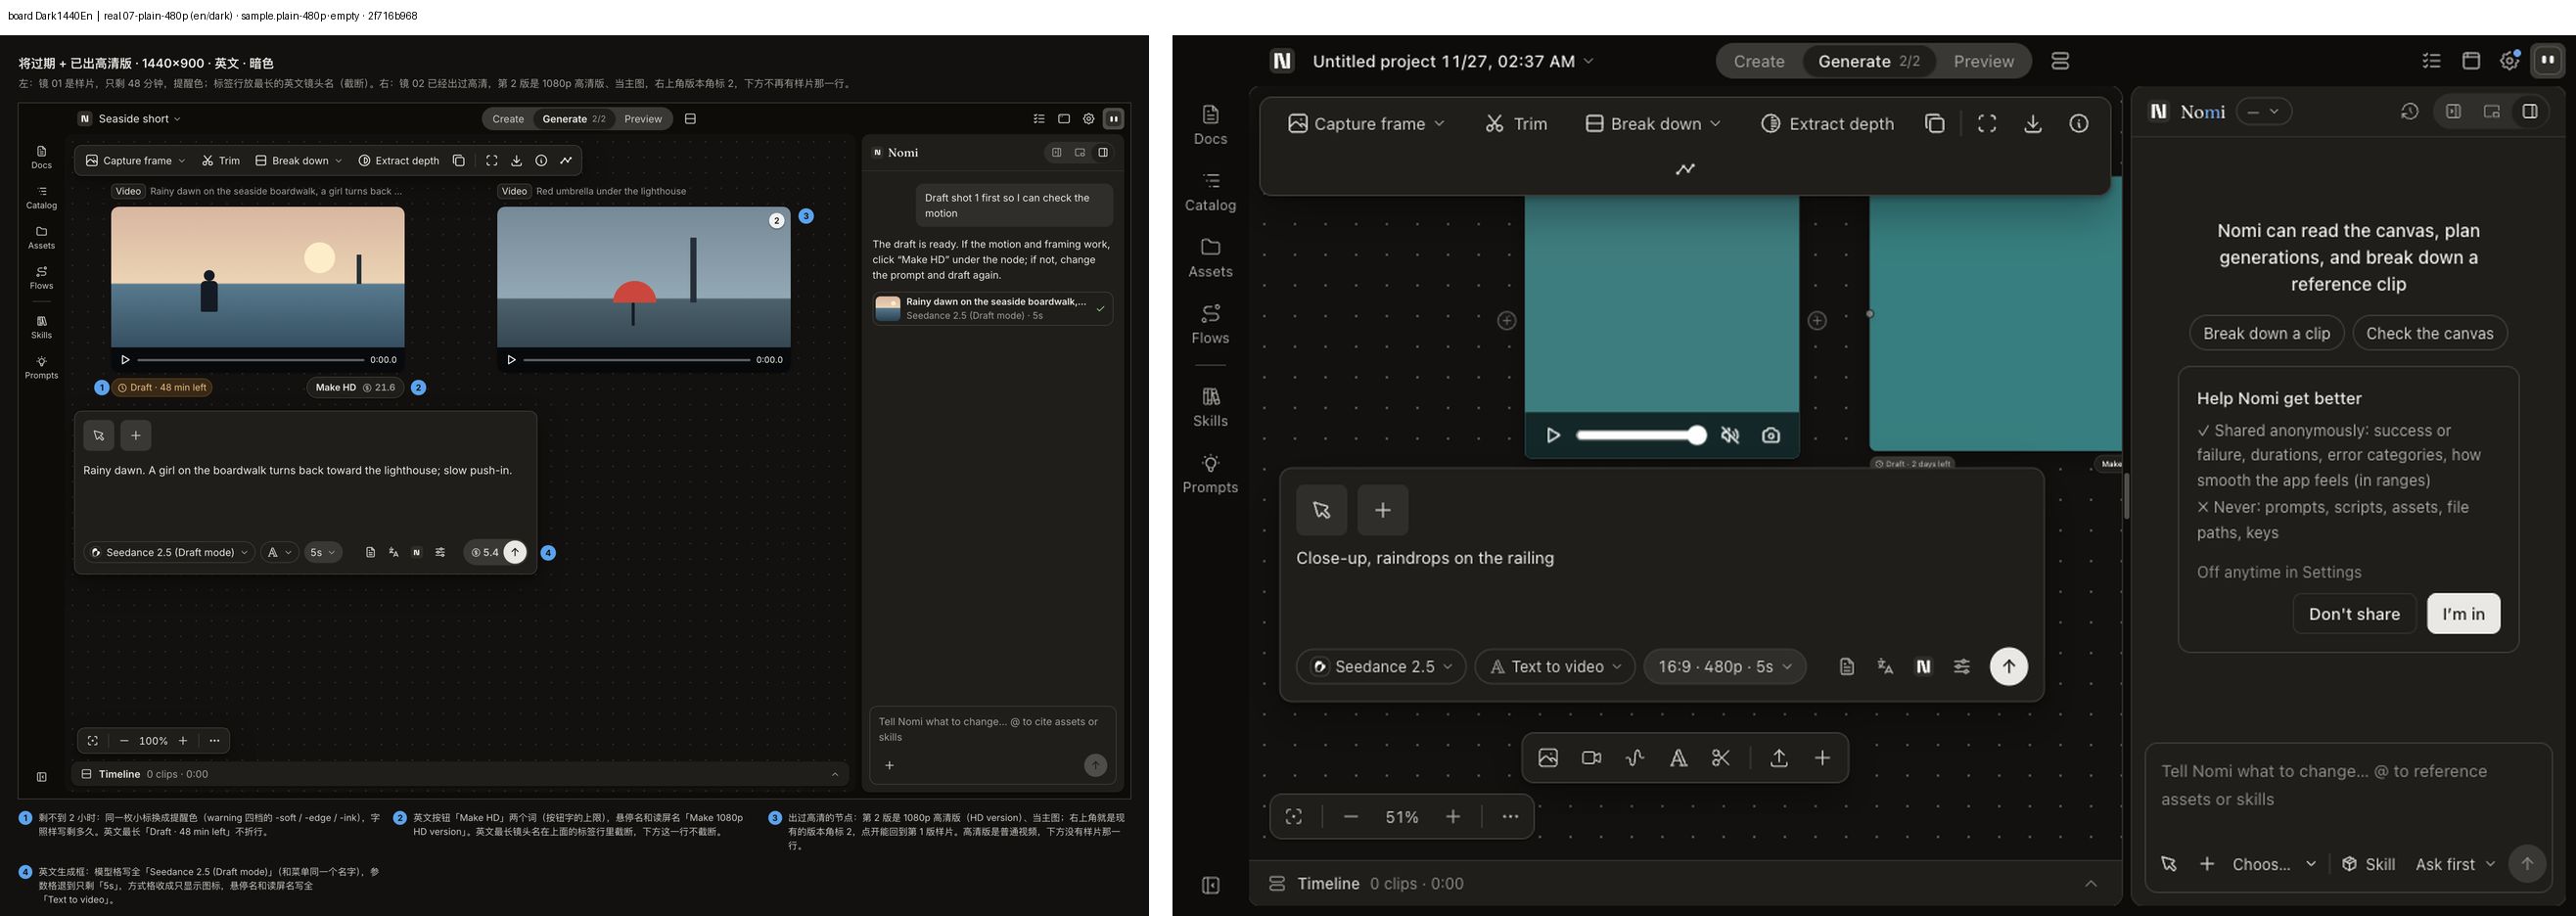 board Dark1440En | real 07-plain-480p (en/dark) · sample.plain-480p·empty · 2f716b968
将过期 + 已出高清版 · 1440×900 · 英文 · 暗色
左：镜 01 是样片，只剩 48 分钟，提醒色；标签行放最长的英文镜头名（截断）。右：镜 02 已经出过高清，第 2 版是 1080p 高清版、当主图，右上角版本角标 2，下方不再有样片那一行。
Seaside short
Create
Generate 2/2
Preview
Docs
Catalog
Assets
Flows
Skills
Prompts
Capture frame
Trim
Break down
Extract depth
Video
Rainy dawn on the seaside boardwalk, a girl turns back ...
Video
Red umbrella under the lighthouse
2
3
0:00.0
0:00.0
1
Draft · 48 min left
Make HD
21.6
2
Rainy dawn. A girl on the boardwalk turns back toward the lighthouse; slow push-in.
Seedance 2.5 (Draft mode)
5s
5.4
4
100%
Timeline 0 clips · 0:00
Nomi
Draft shot 1 first so I can check the
motion
The draft is ready. If the motion and framing work,
click “Make HD” under the node; if not, change
the prompt and draft again.
Rainy dawn on the seaside boardwalk,...
Seedance 2.5 (Draft mode) · 5s
Tell Nomi what to change... @ to cite assets or
skills
1 剩不到 2 小时：同一枚小标换成提醒色（warning 四档的 -soft / -edge / -ink），字
照样写剩多久。英文最长「Draft · 48 min left」不折行。
2 英文按钮「Make HD」两个词（按钮字的上限），悬停名和读屏名「Make 1080p
HD version」。英文最长镜头名在上面的标签行里截断，下方这一行不截断。
3 出过高清的节点：第 2 版是 1080p 高清版（HD version）、当主图；右上角就是现
有的版本角标 2，点开能回到第 1 版样片。高清版是普通视频，下方没有样片那一
行。
4 英文生成框：模型格写全「Seedance 2.5 (Draft mode)」（和菜单同一个名字），参
数格退到只剩「5s」，方式格收成只显示图标，悬停名和读屏名写全
「Text to video」。
Untitled project 11/27, 02:37 AM
Create
Generate 2/2
Preview
Docs
Catalog
Assets
Flows
Skills
Prompts
Capture frame
Trim
Break down
Extract depth
Draft · 2 days left
Make
Close-up, raindrops on the railing
Seedance 2.5
Text to video
16:9 · 480p · 5s
51%
Timeline 0 clips · 0:00
Nomi
—
Nomi can read the canvas, plan
generations, and break down a
reference clip
Break down a clip
Check the canvas
Help Nomi get better
✓ Shared anonymously: success or
failure, durations, error categories, how
smooth the app feels (in ranges)
✕ Never: prompts, scripts, assets, file
paths, keys
Off anytime in Settings
Don't share
I'm in
Tell Nomi what to change... @ to reference
assets or skills
Choos...
Skill
Ask first